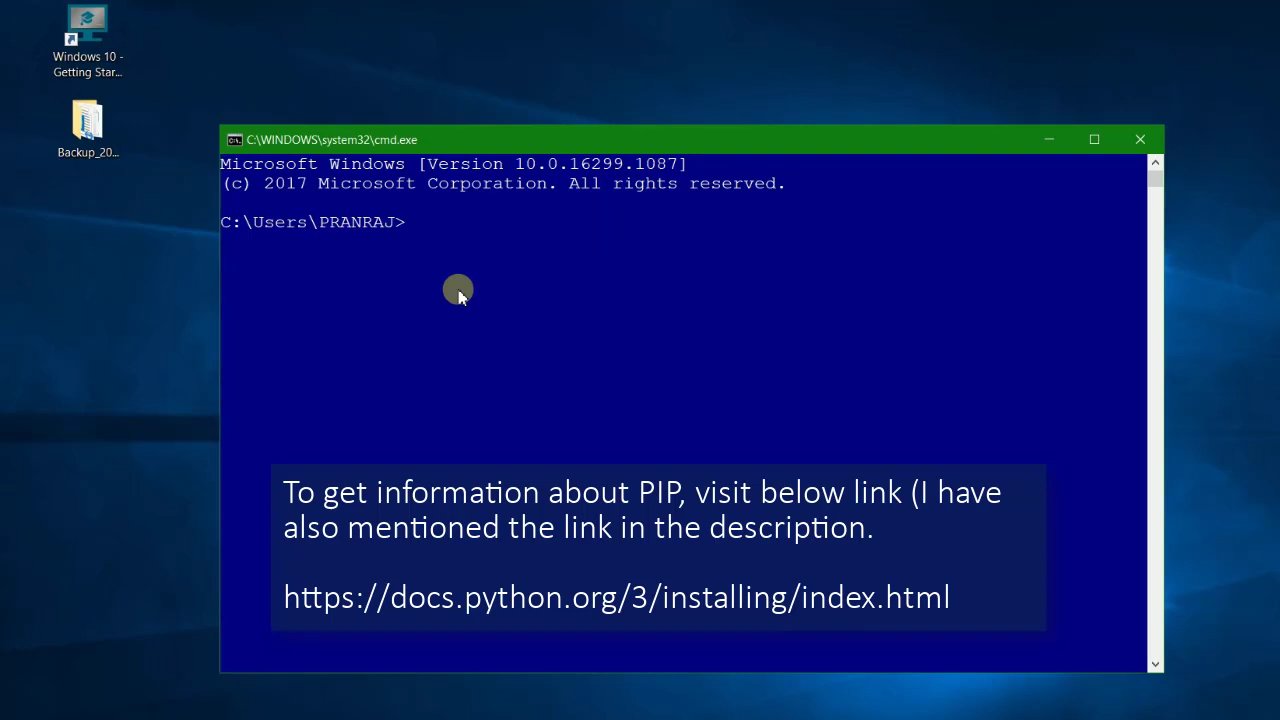 Windows 10 -
Getting Star...
Backup_20...
C:\WINDOWS\system32\cmd.exe
Microsoft Windows [Version 10.0.16299.1087]
(c) 2017 Microsoft Corporation. All rights reserved.
C:\Users\PRANRAJ>
To get information about PIP, visit below link (I have
also mentioned the link in the description.
https://docs.python.org/3/installing/index.html